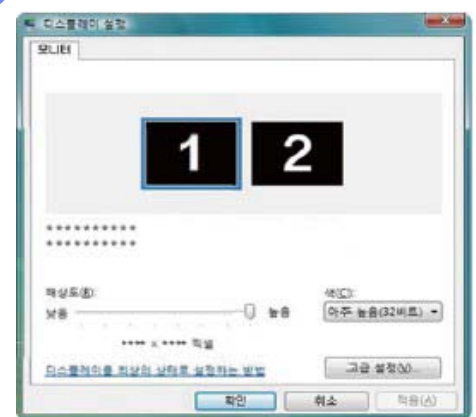 디스플레이 설정
모니터
1 2
**********
**********
해상도(R): 색(C):
낮음 높음 아주 높음(32비트)
**** x **** 픽셀
디스플레이를 최상의 상태로 설정하는 방법 고급 설정(V)...
확인 취소 적용(A)